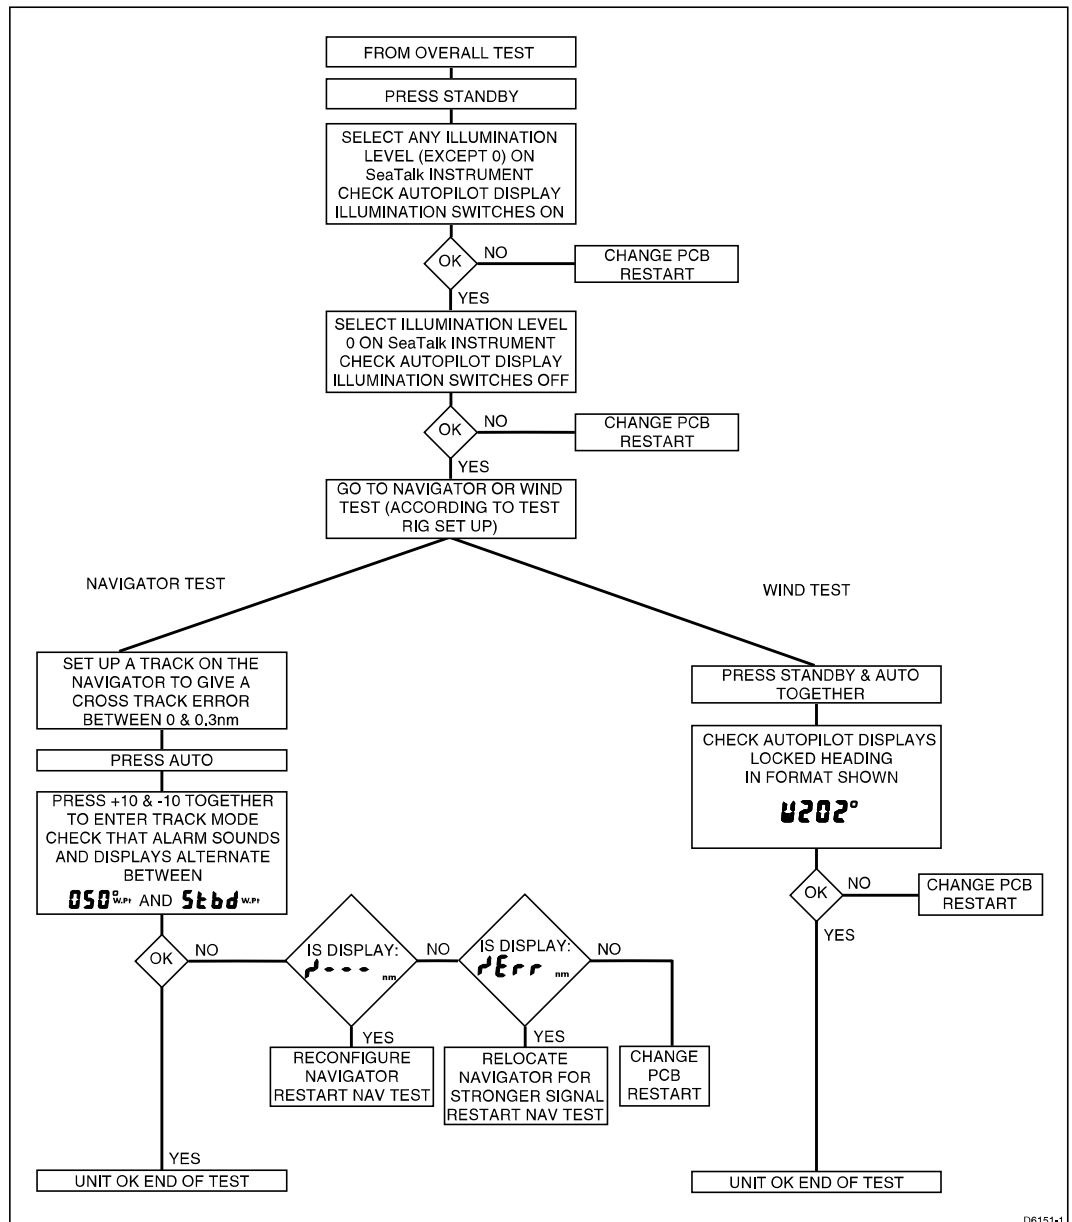 FROM OVERALL TEST
PRESS STANDBY
SELECT ANY ILLUMINATION
LEVEL (EXCEPT 0) ON
SeaTalk INSTRUMENT
CHECK AUTOPILOT DISPLAY
ILLUMINATION SWITCHES ON
OK
NO
CHANGE PCB
RESTART
YES
SELECT ILLUMINATION LEVEL
0 ON SeaTalk INSTRUMENT
CHECK AUTOPILOT DISPLAY
ILLUMINATION SWITCHES OFF
OK
NO
CHANGE PCB
RESTART
YES
GO TO NAVIGATOR OR WIND
TEST (ACCORDING TO TEST
RIG SET UP)
NAVIGATOR TEST
SET UP A TRACK ON THE
NAVIGATOR TO GIVE A
CROSS TRACK ERROR
BETWEEN 0 & 0.3nm
PRESS AUTO
PRESS +10 & -10 TOGETHER
TO ENTER TRACK MODE
CHECK THAT ALARM SOUNDS
AND DISPLAYS ALTERNATE
BETWEEN
050° W.Pt AND Stbd W.Pt
OK
NO
IS DISPLAY:
--- nm
NO
IS DISPLAY:
Err nm
NO
YES
RECONFIGURE
NAVIGATOR
RESTART NAV TEST
YES
RELOCATE
NAVIGATOR FOR
STRONGER SIGNAL
RESTART NAV TEST
CHANGE
PCB
RESTART
YES
UNIT OK END OF TEST
WIND TEST
PRESS STANDBY & AUTO
TOGETHER
CHECK AUTOPILOT DISPLAYS
LOCKED HEADING
IN FORMAT SHOWN
W202°
OK
NO
CHANGE PCB
RESTART
YES
UNIT OK END OF TEST
D6151-1